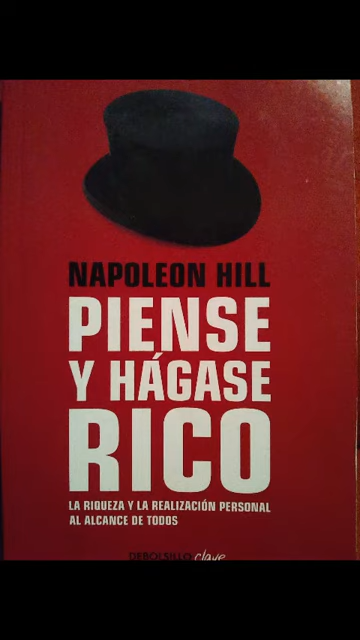 NAPOLEON HILL
PIENSE
Y HÁGASE
RICO
LA RIQUEZA Y LA REALIZACIÓN PERSONAL
AL ALCANCE DE TODOS
DEBOLSILLO clave